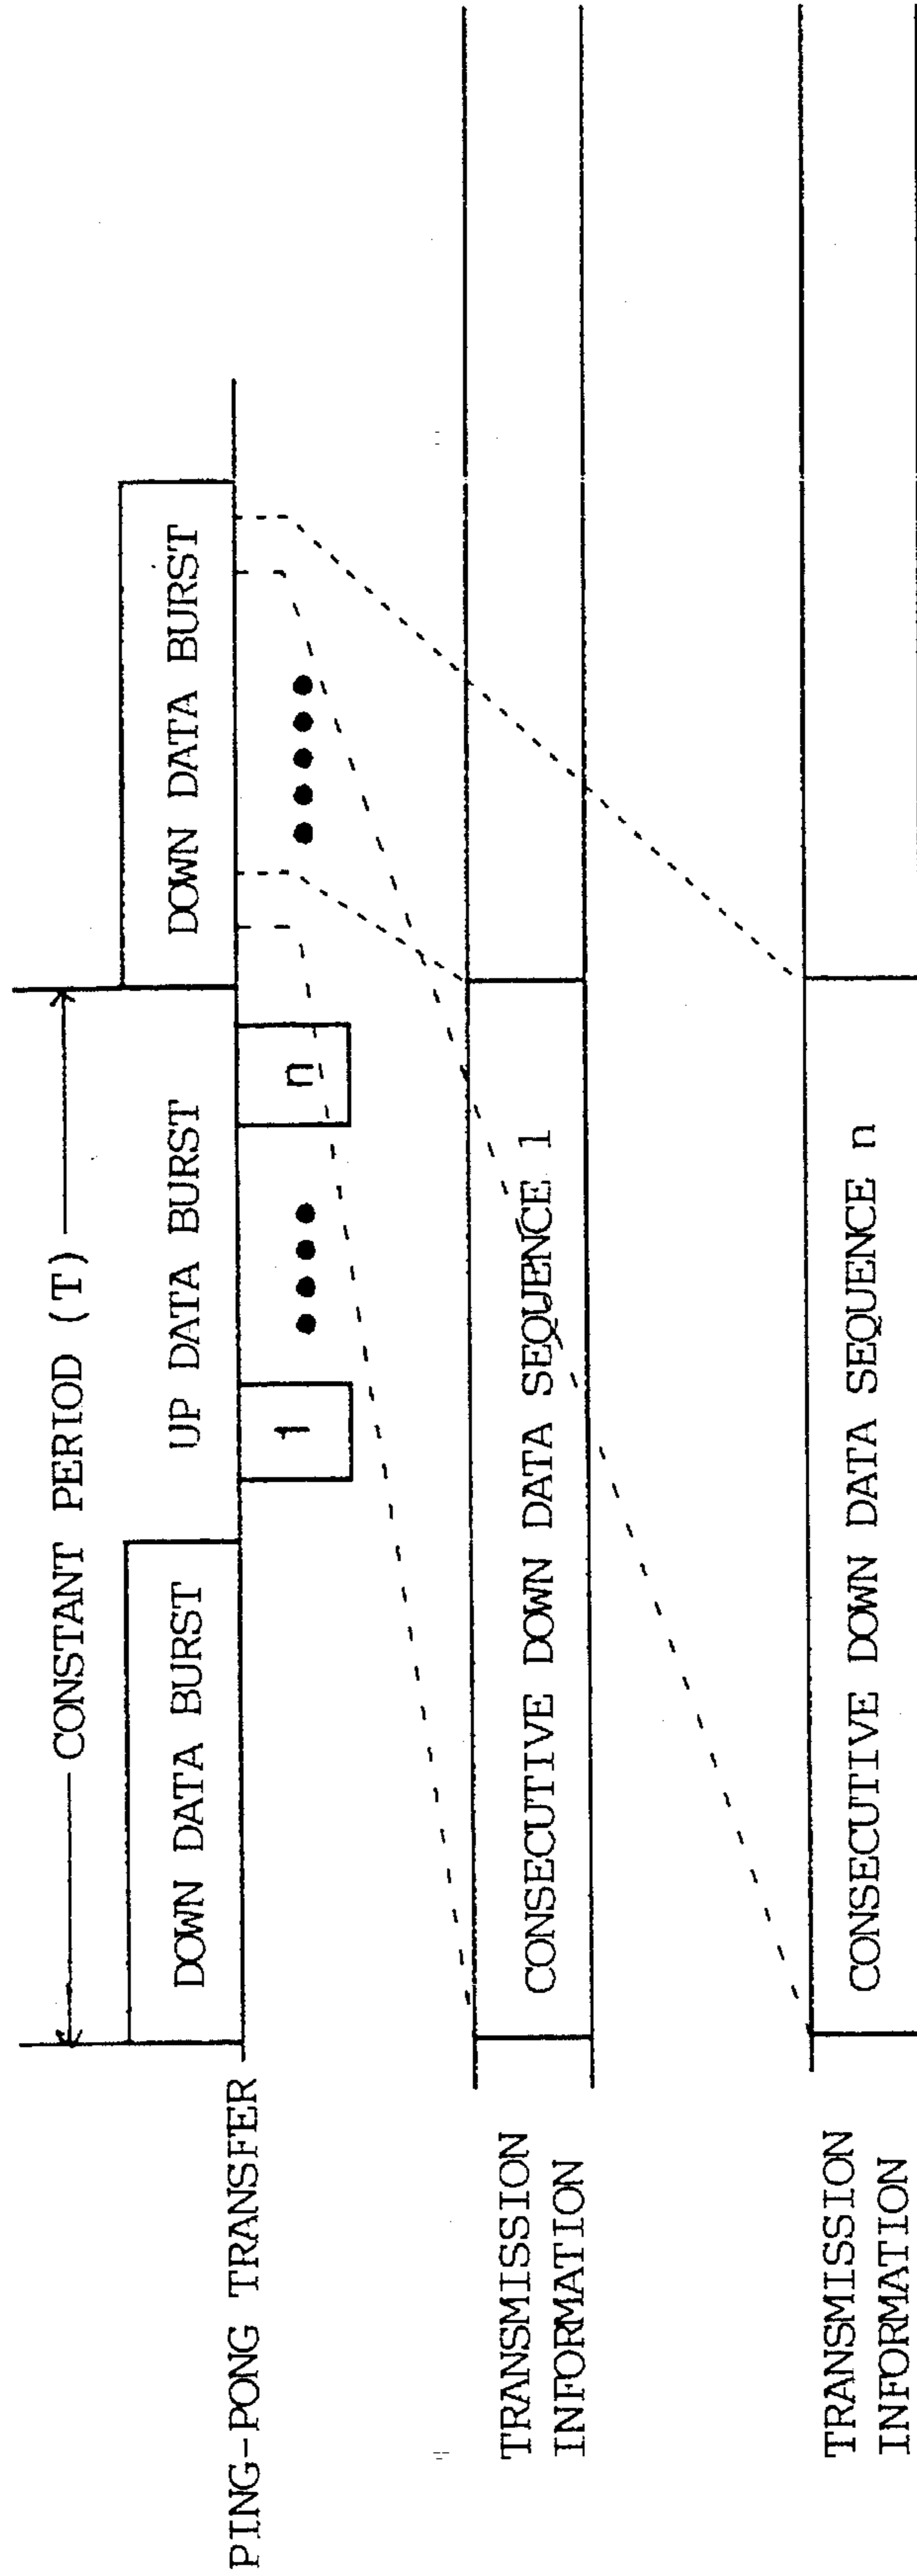 CONSTANT PERIOD (T)
DOWN DATA BURST
UP DATA BURST
DOWN DATA BURST
PING-PONG TRANSFER
1
n
TRANSMISSION
INFORMATION
CONSECUTIVE DOWN DATA SEQUENCE 1
TRANSMISSION
INFORMATION
CONSECUTIVE DOWN DATA SEQUENCE n